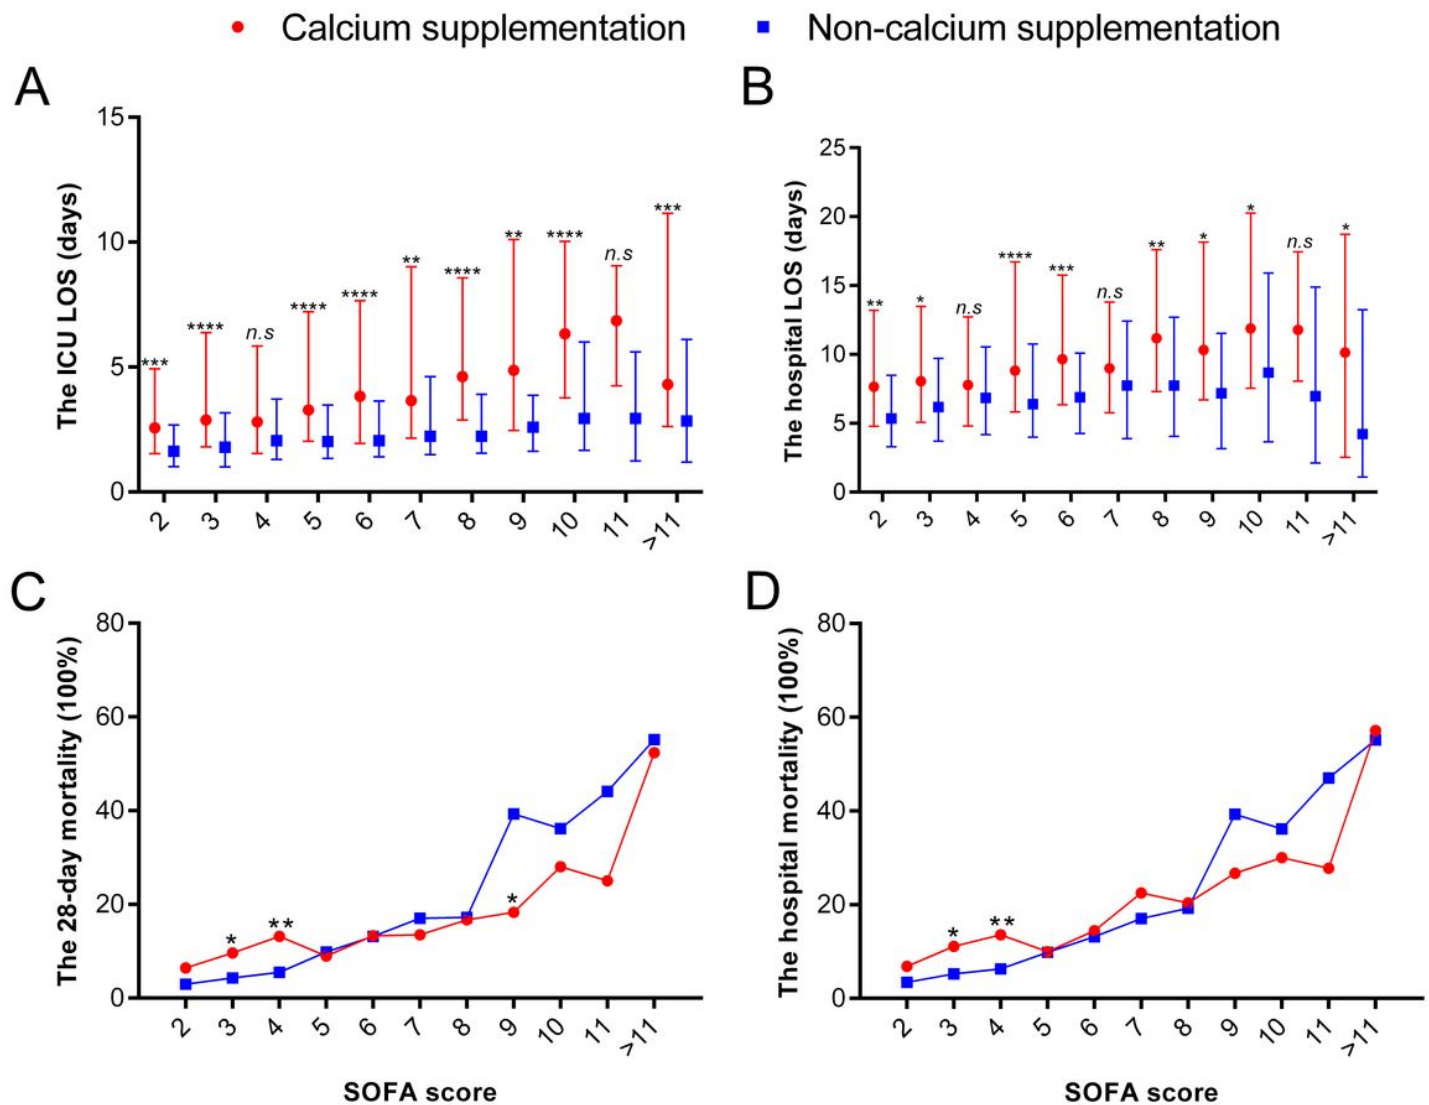 Calcium supplementation Non-calcium supplementation
A
The ICU LOS (days)
15
10
5
0
*** **** n.s **** **** ** **** ** **** n.s ***
2 3 4 5 6 7 8 9 10 11 >11
B
The hospital LOS (days)
25
20
15
10
5
0
** * n.s **** *** n.s ** * * n.s *
2 3 4 5 6 7 8 9 10 11 >11
C
The 28-day mortality (100%)
80
60
40
20
0
* ** *
2 3 4 5 6 7 8 9 10 11 >11
SOFA score
D
The hospital mortality (100%)
80
60
40
20
0
* **
2 3 4 5 6 7 8 9 10 11 >11
SOFA score